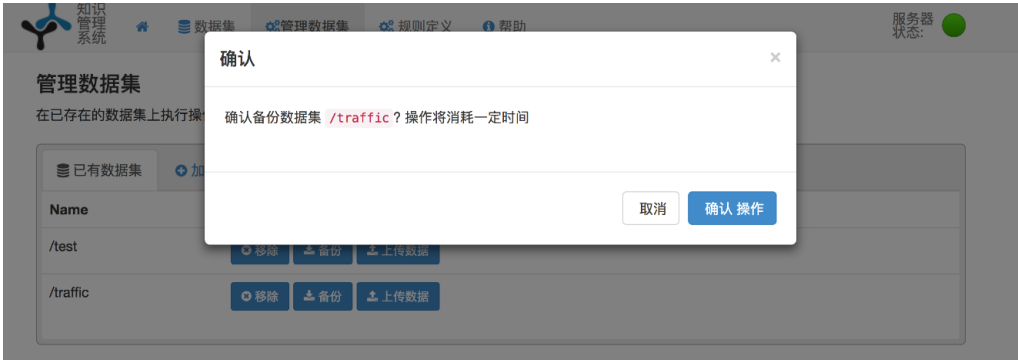 知识
管理
系统
数据集
管理数据集
规则定义
帮助
服务器
状态:
确认
×
确认备份数据集 /traffic? 操作将消耗一定时间
取消
确认 操作
管理数据集
在已存在的数据集上执行操
已有数据集
加
Name
/test
移除
备份
上传数据
/traffic
移除
备份
上传数据